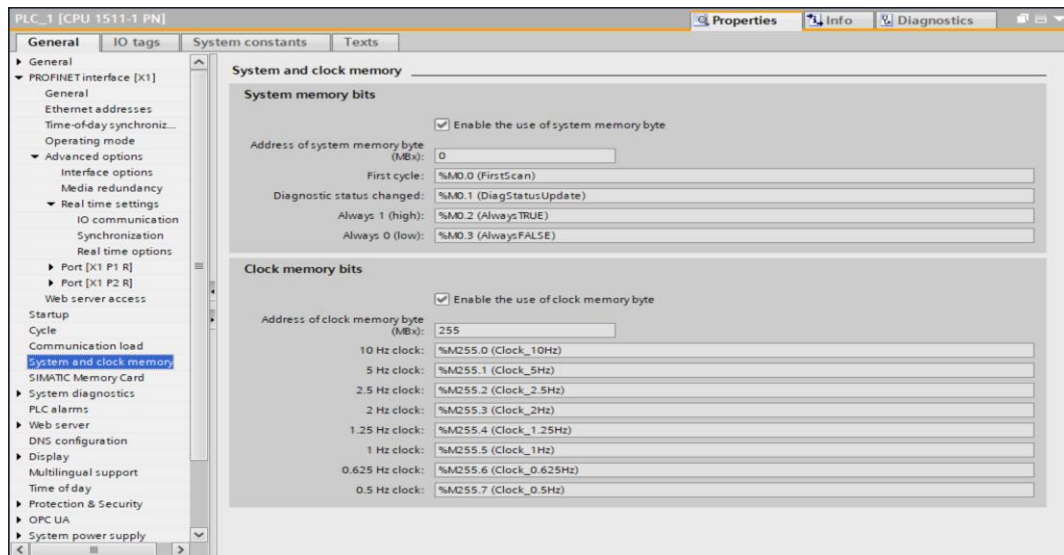 PLC_1 [CPU 1511-1 PN]
Properties
Info
Diagnostics
General
IO tags
System constants
Texts
General
PROFINET interface [X1]
General
Ethernet addresses
Time-of-day synchroniz...
Operating mode
Advanced options
Interface options
Media redundancy
Real time settings
IO communication
Synchronization
Real time options
Port [X1 P1 R]
Port [X1 P2 R]
Web server access
Startup
Cycle
Communication load
System and clock memory
SIMATIC Memory Card
System diagnostics
PLC alarms
Web server
DNS configuration
Display
Multilingual support
Time of day
Protection & Security
OPC UA
System power supply
System and clock memory
System memory bits
Enable the use of system memory byte
Address of system memory byte
(MBx): 0
First cycle: %M0.0 (FirstScan)
Diagnostic status changed: %M0.1 (DiagStatusUpdate)
Always 1 (high): %M0.2 (AlwaysTRUE)
Always 0 (low): %M0.3 (AlwaysFALSE)
Clock memory bits
Enable the use of clock memory byte
Address of clock memory byte
(MBx): 255
10 Hz clock: %M255.0 (Clock_10Hz)
5 Hz clock: %M255.1 (Clock_5Hz)
2.5 Hz clock: %M255.2 (Clock_2.5Hz)
2 Hz clock: %M255.3 (Clock_2Hz)
1.25 Hz clock: %M255.4 (Clock_1.25Hz)
1 Hz clock: %M255.5 (Clock_1Hz)
0.625 Hz clock: %M255.6 (Clock_0.625Hz)
0.5 Hz clock: %M255.7 (Clock_0.5Hz)